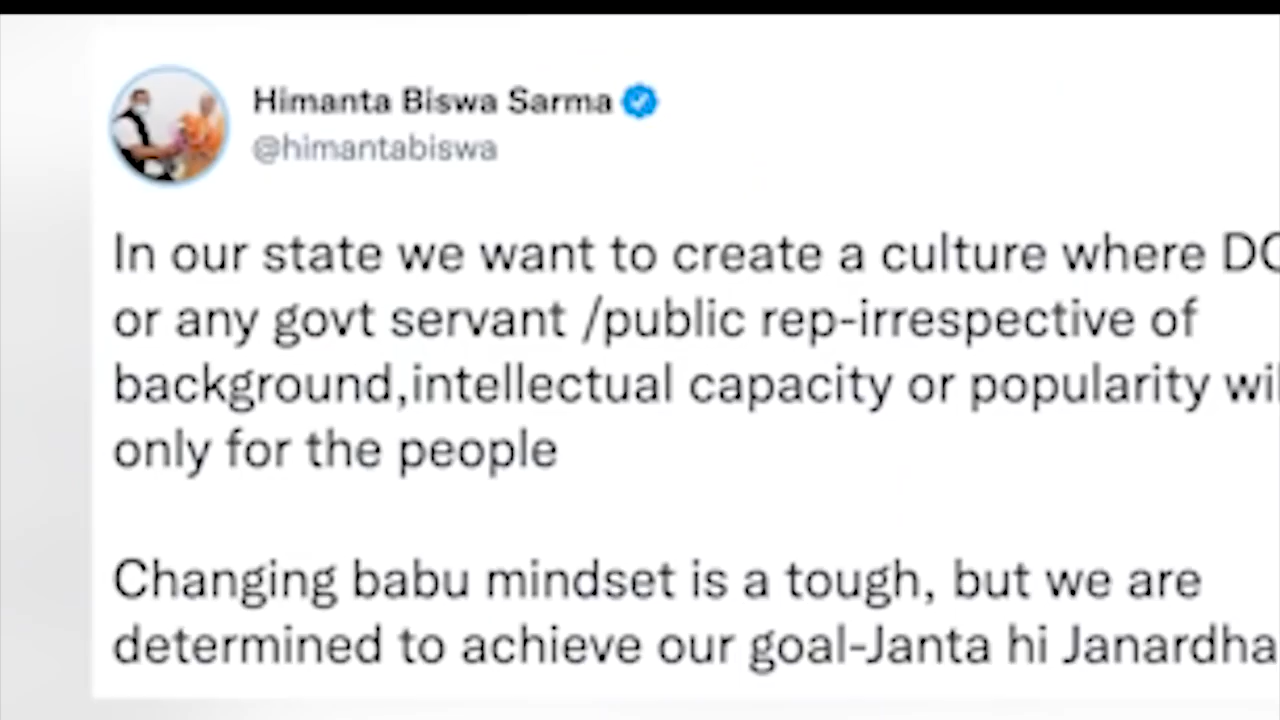 Himanta Biswa Sarma
@himantabiswa
In our state we want to create a culture where
or any govt servant /public rep-irrespective of
background,intellectual capacity or popularity
only for the people
Changing babu mindset is a tough, but we are
determined to achieve our goal-Janta hi